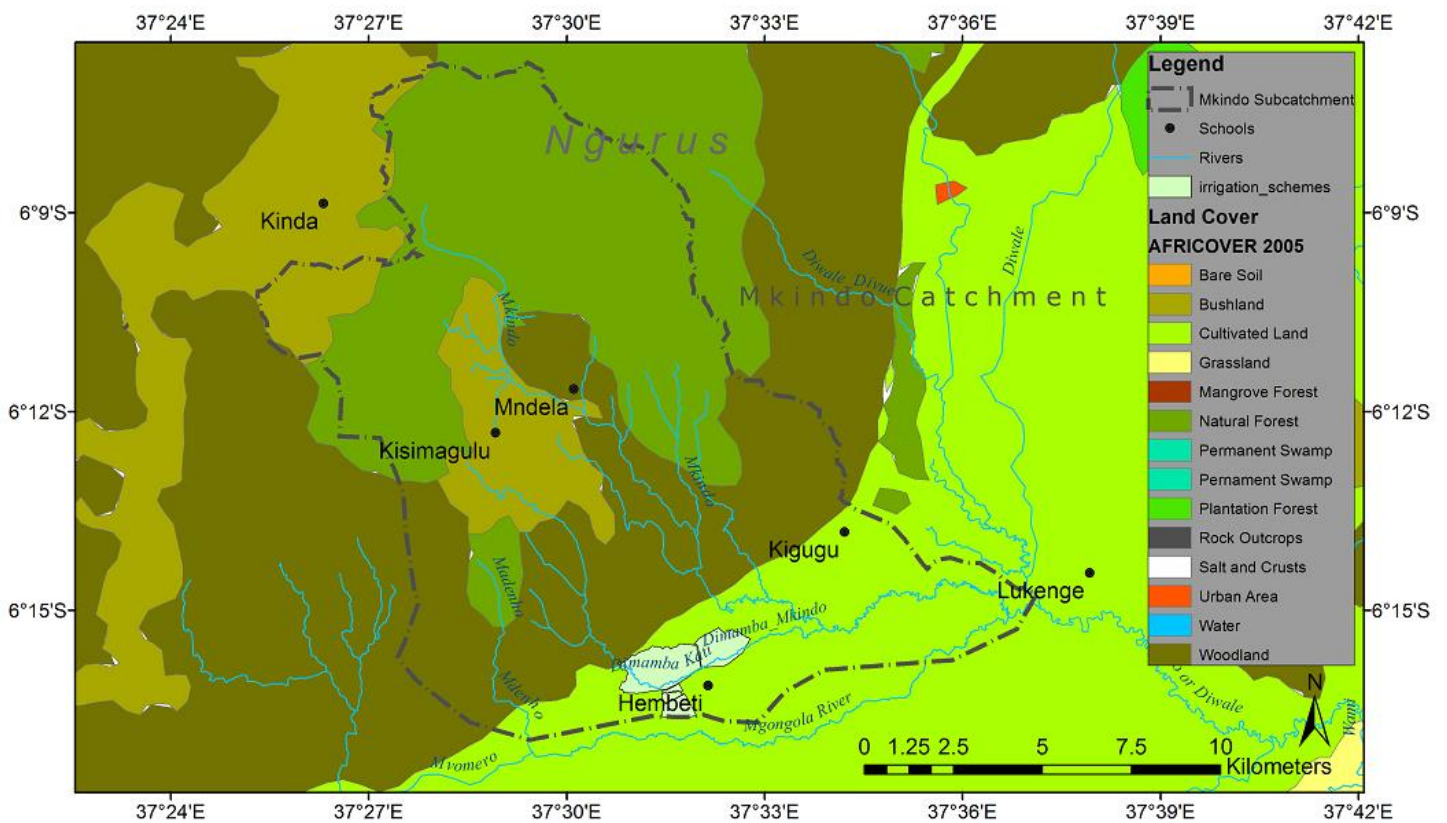 37°24'E 37°27'E 37°30'E 37°33'E 37°36'E 37°39'E 37°42'E
Legend
Mkindo Subcatchment
Schools
Rivers
irrigation_schemes
Land Cover
AFRICOVER 2005
Bare Soil
Bushland
Cultivated Land
Grassland
Mangrove Forest
Natural Forest
Permanent Swamp
Pernament Swamp
Plantation Forest
Rock Outcrops
Salt and Crusts
Urban Area
Water
Woodland
Ngurus
6°9'S 6°9'S
Kinda
Diwale
Diwale_Divue
Mkindo Catchment
Mkindo
6°12'S 6°12'S
Mndela
Kisimagulu
Mkindo
Kigugu
Madenho
Lukenge
6°15'S 6°15'S
Dimamba_Mkindo
Dimamba Kati
Mdenho
Hembeti
Mgongola River
or Diwale
Wami
N
Mvomero
0 1.25 2.5 5 7.5 10
Kilometers
37°24'E 37°27'E 37°30'E 37°33'E 37°36'E 37°39'E 37°42'E